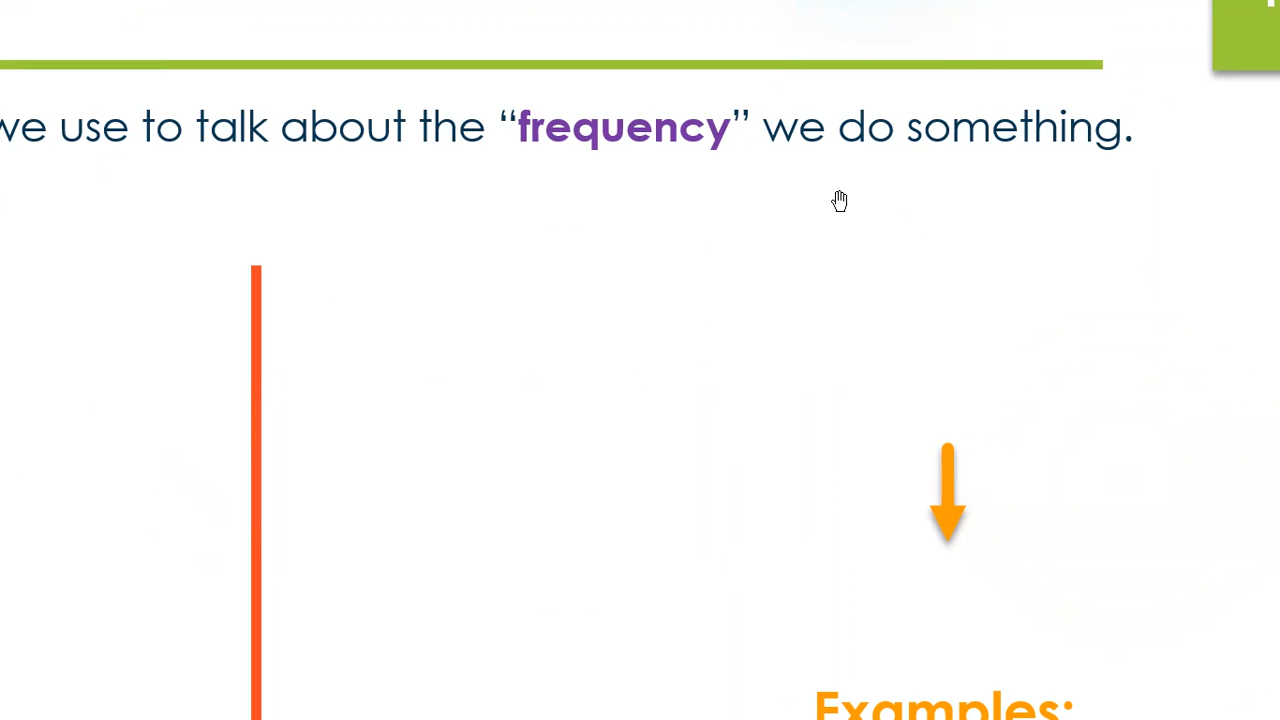 we use to talk about the “frequency” we do something.
Examples: